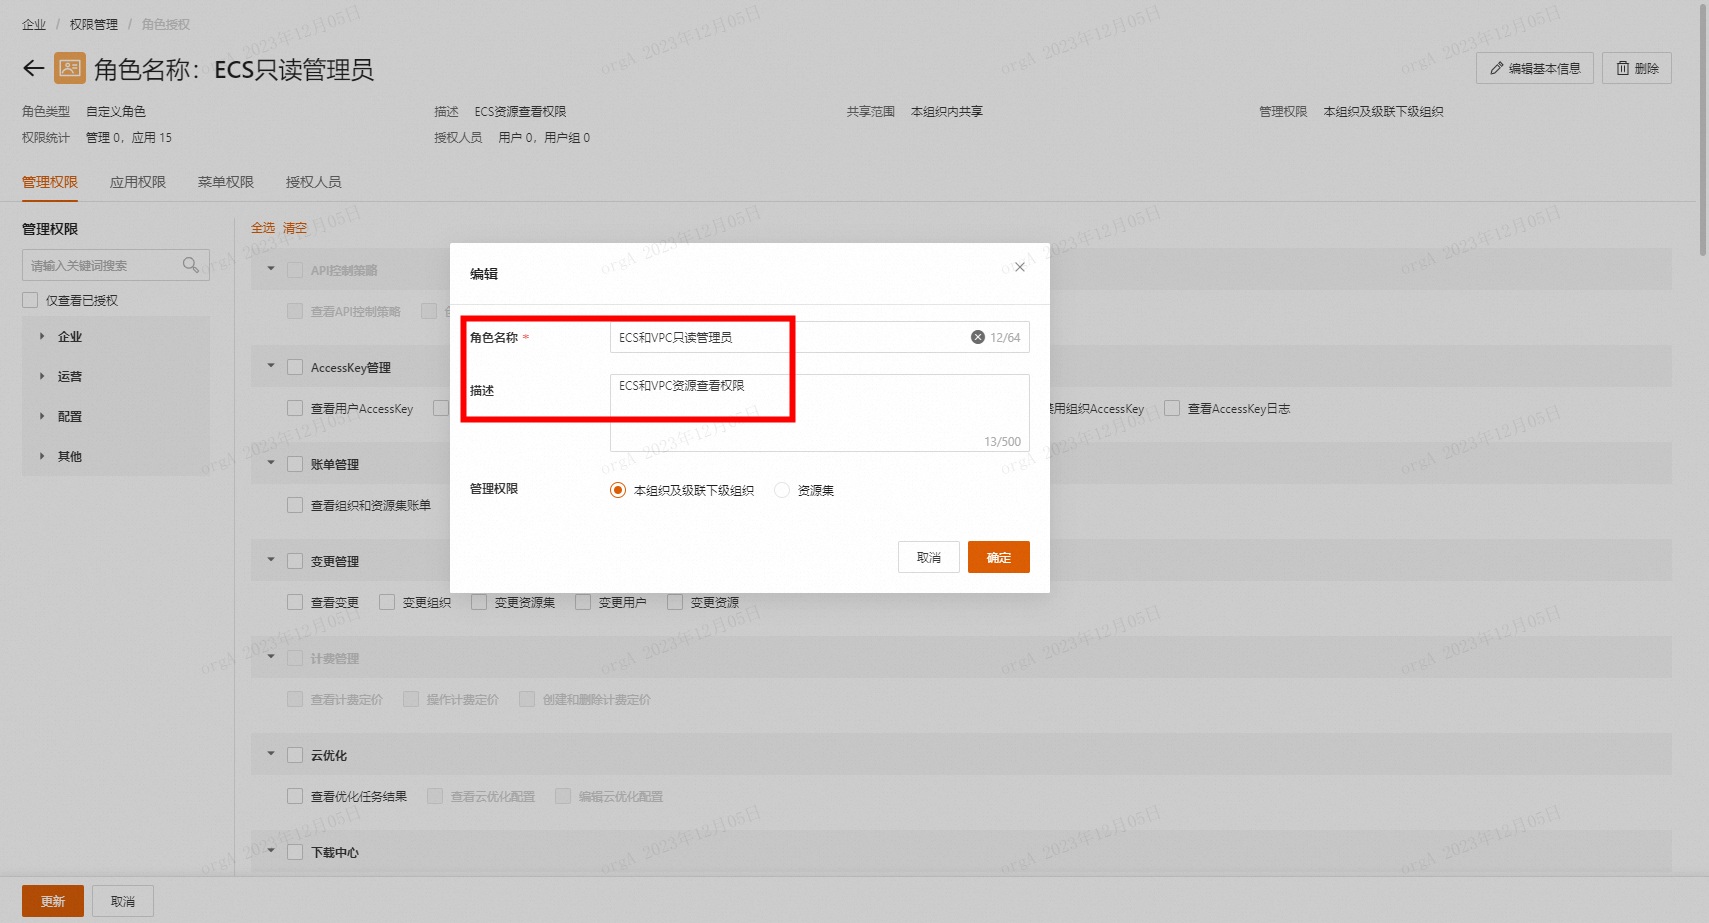 企业 / 权限管理 / 角色授权
角色名称：ECS只读管理员
编辑基本信息 删除
角色类型 自定义角色 描述 ECS资源查看权限 共享范围 本组织内共享 管理权限 本组织及级联下级组织
权限统计 管理 0，应用 15 授权人员 用户 0，用户组 0
管理权限 应用权限 菜单权限 授权人员
管理权限
请输入关键词搜索
仅查看已授权
企业
运营
配置
其他
全选 清空
API控制策略
查看API控制策略
AccessKey管理
查看用户AccessKey
用组织AccessKey 查看AccessKey日志
账单管理
查看组织和资源集账单
变更管理
查看变更 变更组织 变更资源集 变更用户 变更资源
计费管理
查看计费定价 操作计费定价 创建和删除计费定价
云优化
查看优化任务结果 查看云优化配置 编辑云优化配置
下载中心
编辑
角色名称 * ECS和VPC只读管理员 12/64
描述 ECS和VPC资源查看权限
13/500
管理权限 本组织及级联下级组织 资源集
取消 确定
更新 取消
orgA 2023年12月05日